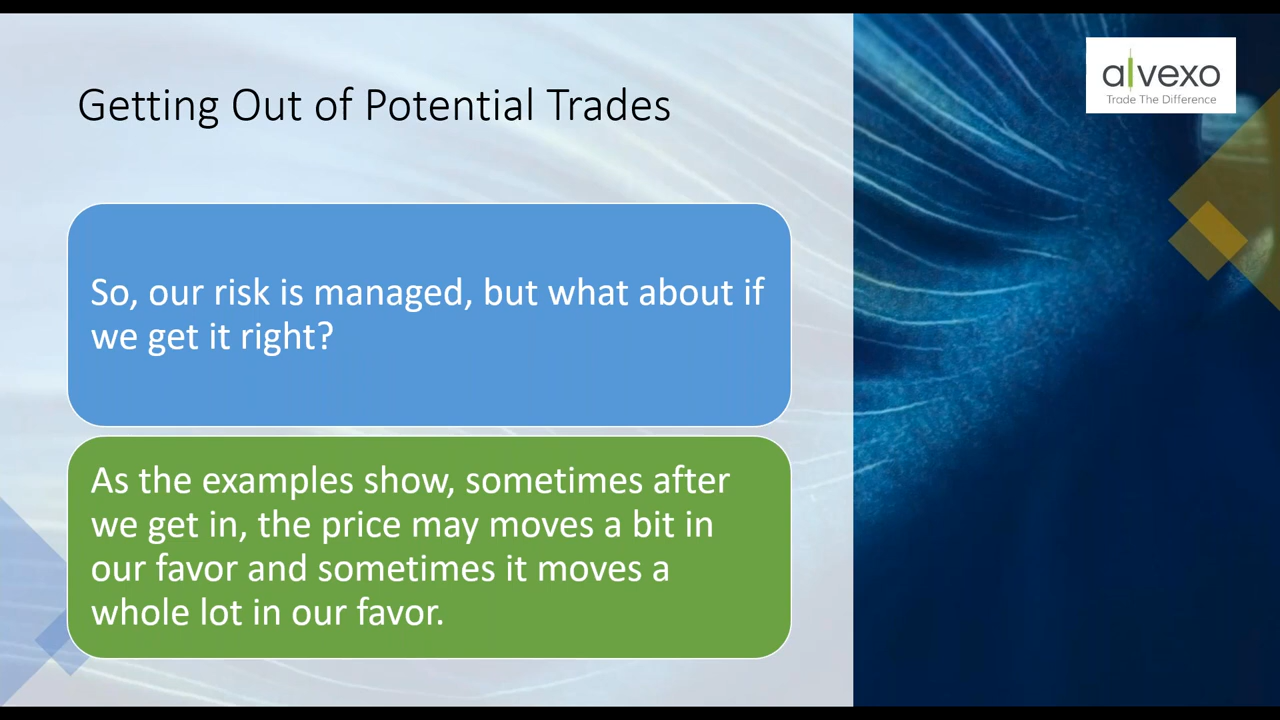 Getting Out of Potential Trades
alvexo
Trade The Difference
So, our risk is managed, but what about if
we get it right?
As the examples show, sometimes after
we get in, the price may moves a bit in
our favor and sometimes it moves a
whole lot in our favor.